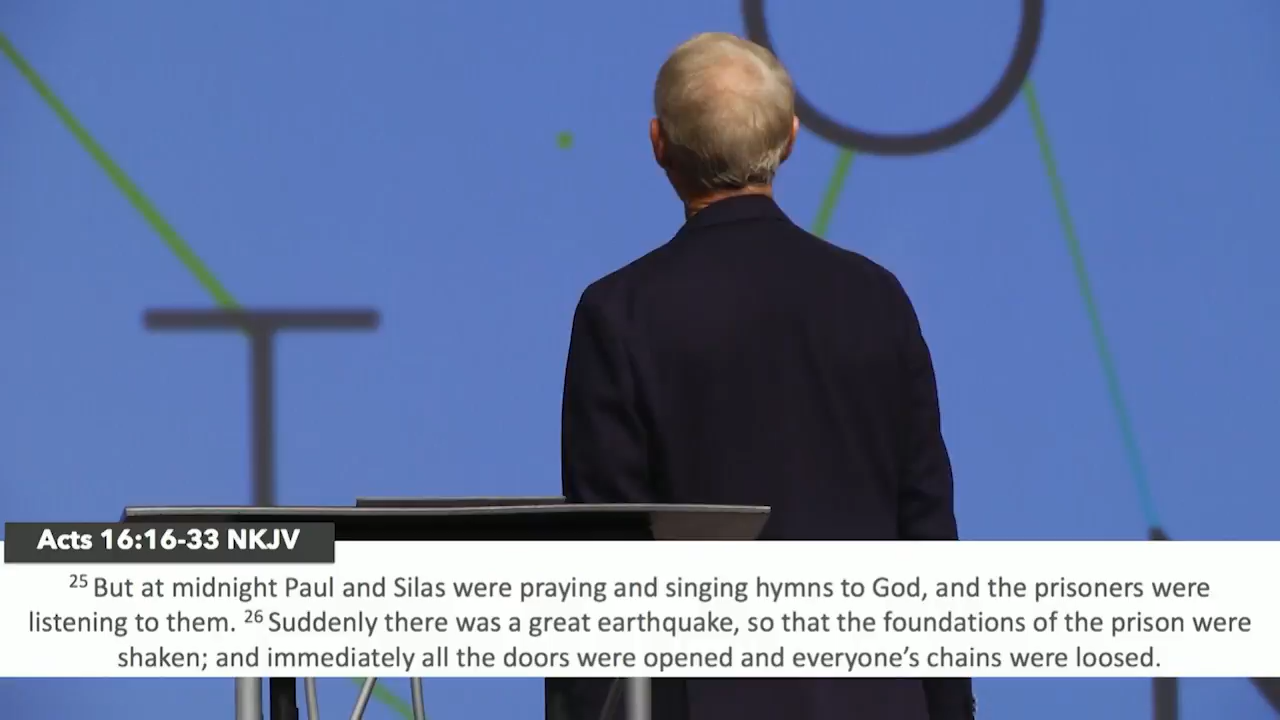 Acts 16:16-33 NKJV
25 But at midnight Paul and Silas were praying and singing hymns to God, and the prisoners were
listening to them. 26 Suddenly there was a great earthquake, so that the foundations of the prison were
shaken; and immediately all the doors were opened and everyone’s chains were loosed.